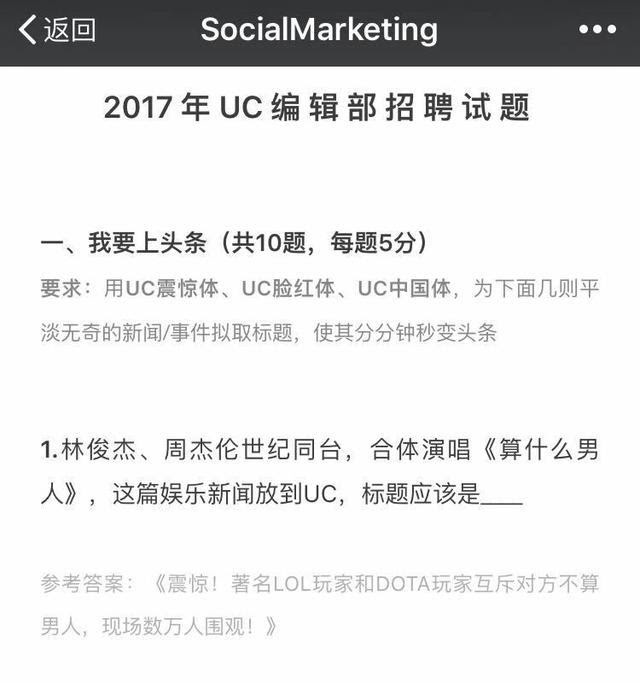 返回 SocialMarketing
2017年UC编辑部招聘试题
一、我要上头条（共10题，每题5分）
要求：用UC震惊体、UC脸红体、UC中国体，为下面几则平
淡无奇的新闻/事件拟取标题，使其分分钟秒变头条
1.林俊杰、周杰伦世纪同台，合体演唱《算什么男
人》，这篇娱乐新闻放到UC，标题应该是____
参考答案：《震惊！著名LOL玩家和DOTA玩家互斥对方不算
男人，现场数万人围观！》